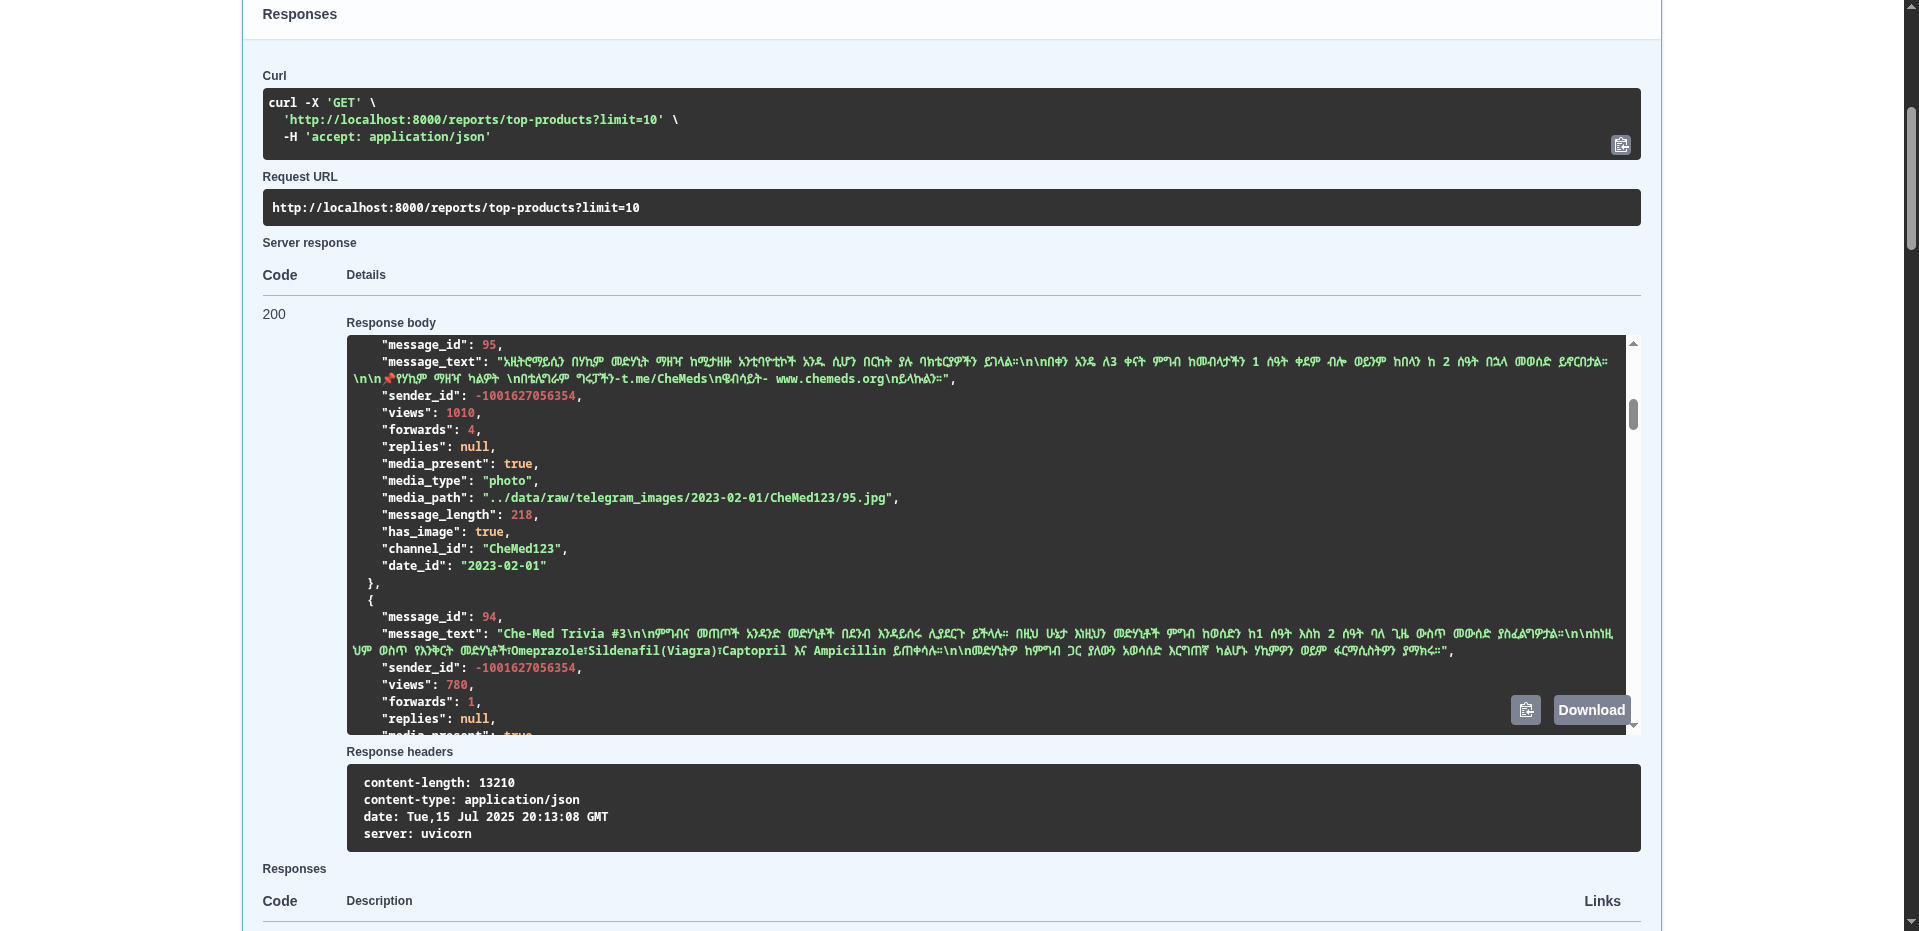 Responses
Curl
curl -X 'GET' \
'http://localhost:8000/reports/top-products?limit=10' \
-H 'accept: application/json'
Request URL
http://localhost:8000/reports/top-products?limit=10
Server response
Code Details
200
Response body
"message_id": 95,
"message_text": "አዚትሮማይሲን በሃኪም መድሃኒት ማዘዣ ከሚታዘዙ አንቲባዮቲኮች አንዱ ሲሆን በርካት ያሉ ባክቴርያዎችን ይገላል።\n\nበቀን አንዴ ለ3 ቀናት ምግብ ከመብላታችን 1 ሰዓት ቀደም ብሎ ወይንም ከበላን ከ 2 ሰዓት በኋላ መወሰድ ይኖርበታል።
\n\n📌የሃኪም ማዘዣ ካልዎት \nበቴሌግራም ግሩፓችን-t.me/CheMeds\nዌብሳይት- www.chemeds.org\nይላኩልን።",
"sender_id": -1001627056354,
"views": 1010,
"forwards": 4,
"replies": null,
"media_present": true,
"media_type": "photo",
"media_path": "../data/raw/telegram_images/2023-02-01/CheMed123/95.jpg",
"message_length": 218,
"has_image": true,
"channel_id": "CheMed123",
"date_id": "2023-02-01"
},
{
"message_id": 94,
"message_text": "Che-Med Trivia #3\n\nምግብና መጠጦች አንዳንድ መድሃኒቶች በደንብ እንዳይሰሩ ሊያደርጉ ይችላሉ። በዚህ ሁኔታ እነዚህን መድሃኒቶች ምግብ ከወሰድን ከ1 ሰዓት እስከ 2 ሰዓት ባለ ጊዜ ውስጥ መውሰድ ያስፈልግዎታል።\n\nከነዚ
ህም ውስጥ የእንቅርት መድሃኒቶች፣Omeprazole፣Sildenafil(Viagra)፣Captopril እና Ampicillin ይጠቀሳሉ።\n\nመድሃኒትዎ ከምግብ ጋር ያለውን አወሳሰድ እርግጠኛ ካልሆኑ ሃኪምዎን ወይም ፋርማሲስትዎን ያማክሩ።",
"sender_id": -1001627056354,
"views": 780,
"forwards": 1,
"replies": null,
"media_present": true
Download
Response headers
content-length: 13210
content-type: application/json
date: Tue,15 Jul 2025 20:13:08 GMT
server: uvicorn
Responses
Code Description Links